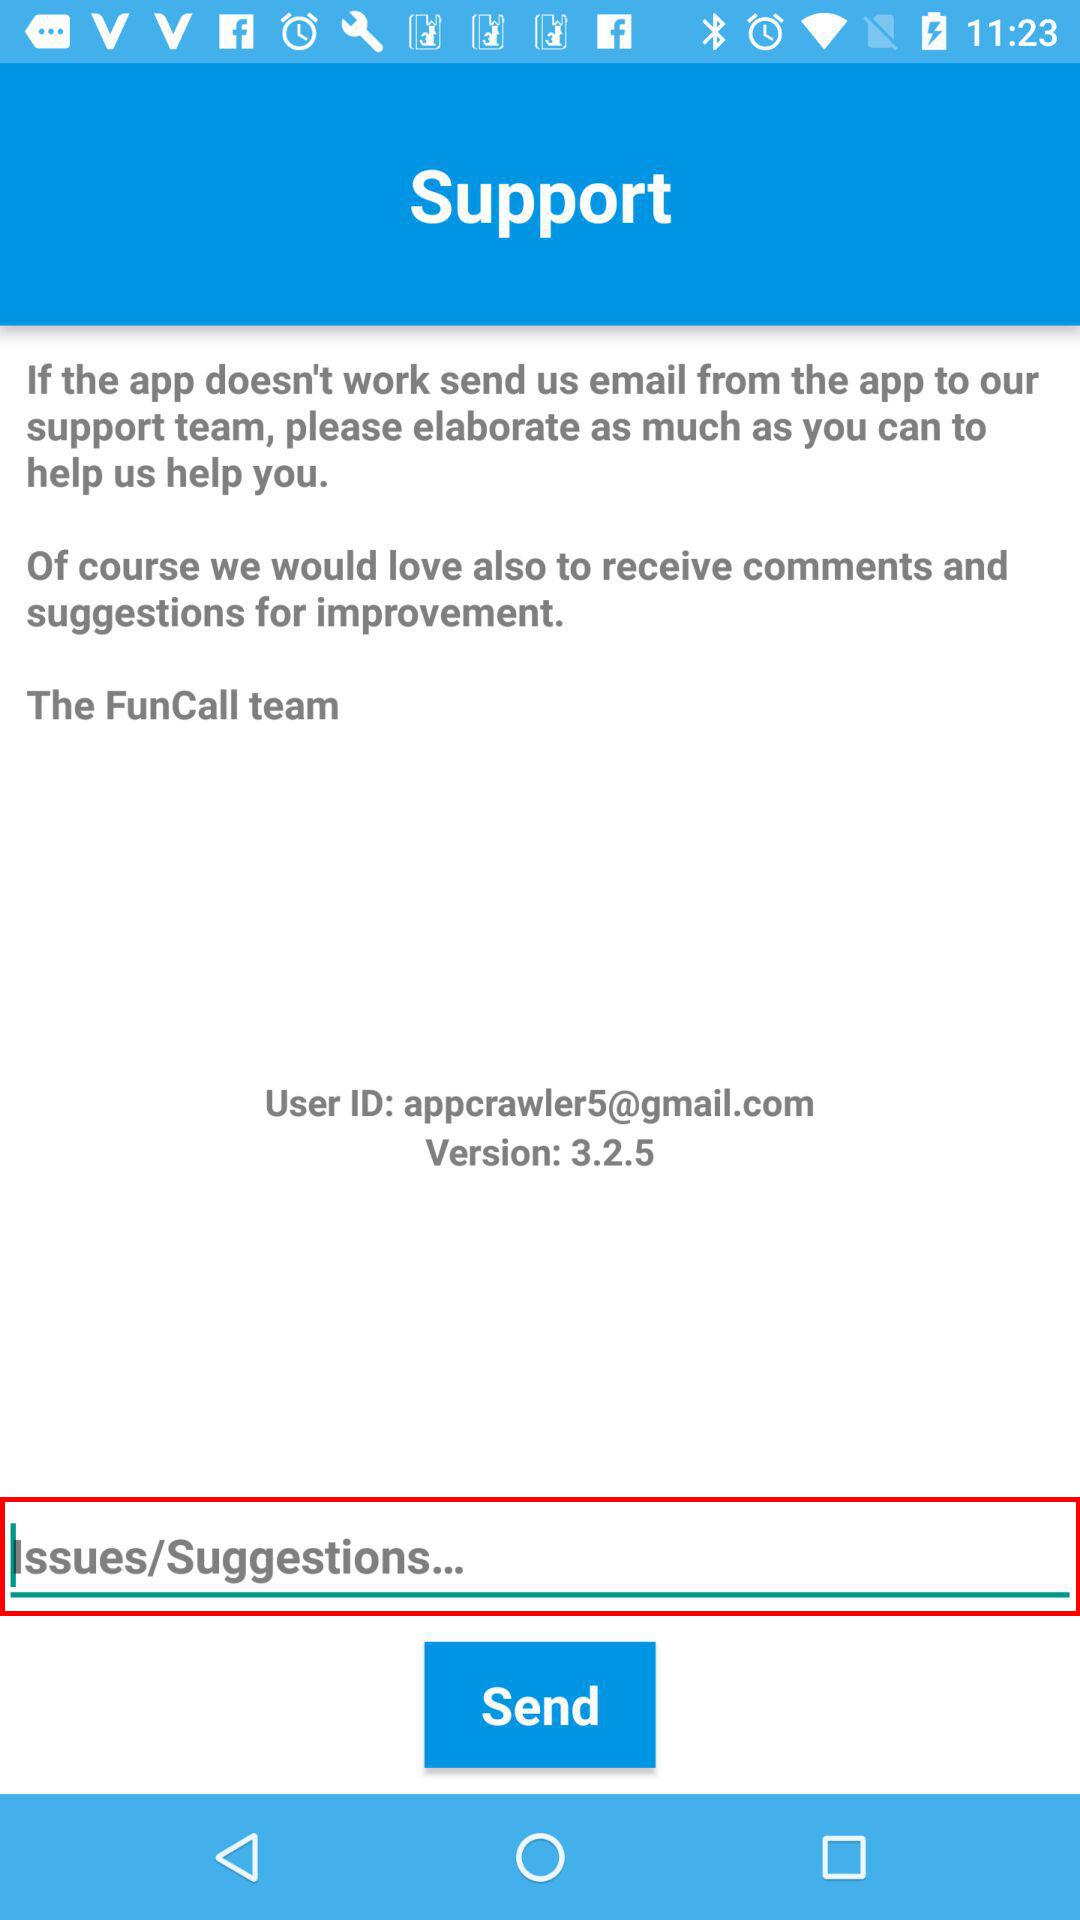 11:23
Support
If the app doesn't work send us email from the app to our
support team, please elaborate as much as you can to
help us help you.
Of course we would love also to receive comments and
suggestions for improvement.
The FunCall team
User ID: appcrawler5@gmail.com
Version: 3.2.5
Issues/Suggestions...
Send